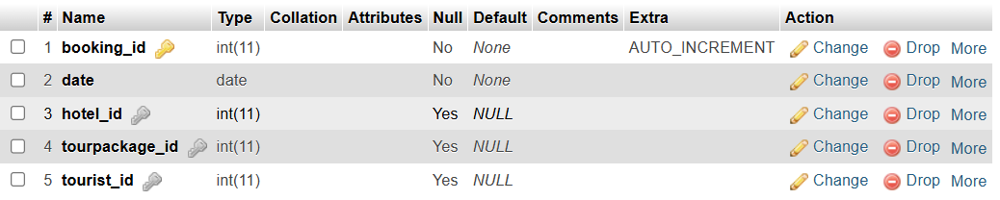 # Name Type Collation Attributes Null Default Comments Extra Action
1 booking_id int(11) No None AUTO_INCREMENT Change Drop More
2 date date No None Change Drop More
3 hotel_id int(11) Yes NULL Change Drop More
4 tourpackage_id int(11) Yes NULL Change Drop More
5 tourist_id int(11) Yes NULL Change Drop More